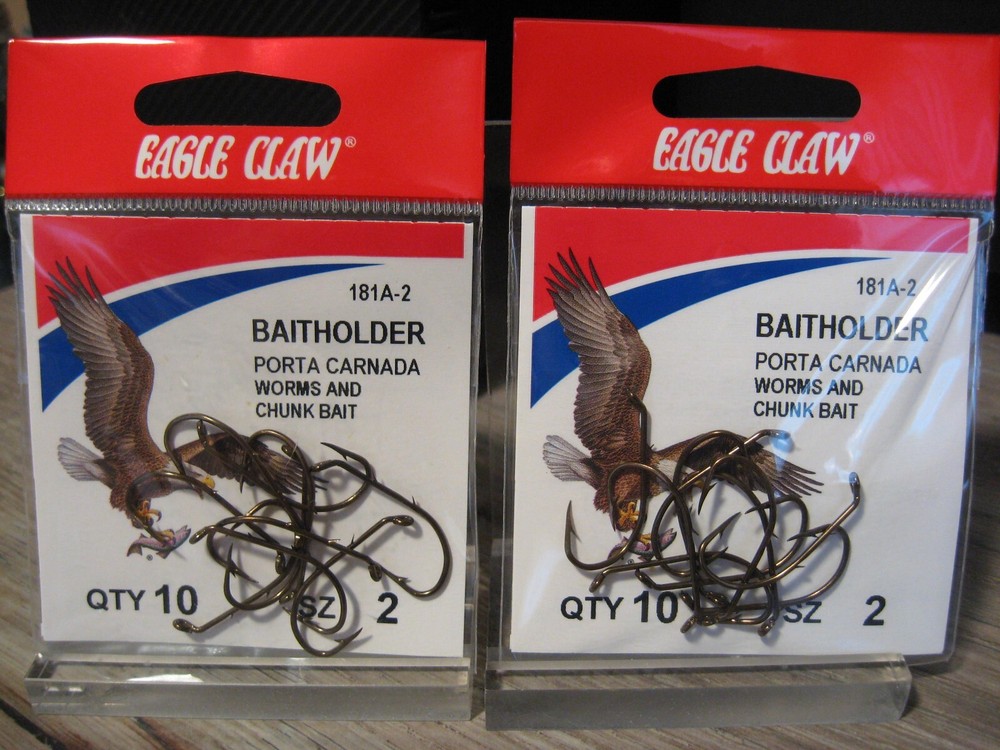 EAGLE CLAW®
181A-2
BAITHOLDER
PORTA CARNADA
WORMS AND
CHUNK BAIT
QTY 10 SZ 2
EAGLE CLAW®
181A-2
BAITHOLDER
PORTA CARNADA
WORMS AND
CHUNK BAIT
QTY 10 SZ 2